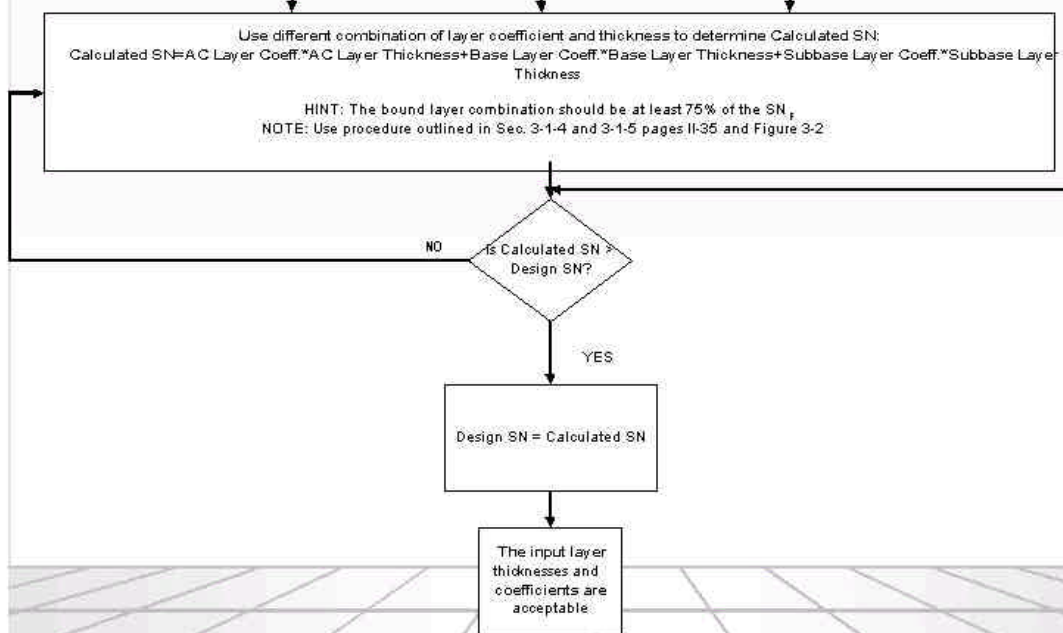 Use different combination of layer coefficient and thickness to determine Calculated SN:
Calculated SN=AC Layer Coeff.*AC Layer Thickness+Base Layer Coeff.*Base Layer Thickness+Subbase Layer Coeff.*Subbase Layer
Thickness
HINT: The bound layer combination should be at least 75% of the SN F
NOTE: Use procedure outlined in Sec. 3-1-4 and 3-1-5 pages II-35 and Figure 3-2
NO
Is Calculated SN >
Design SN?
YES
Design SN = Calculated SN
The input layer
thicknesses and
coefficients are
acceptable